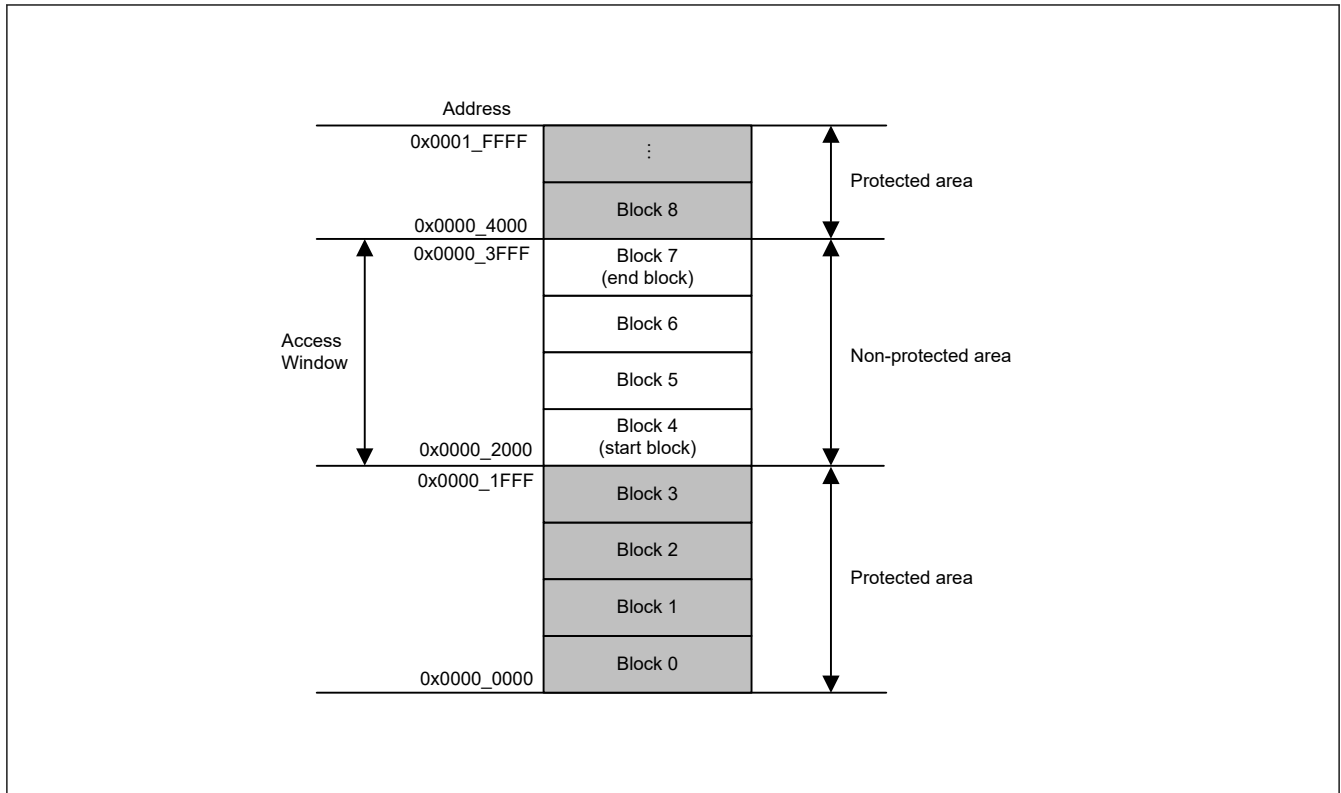 Address
0x0001_FFFF
⋮
Protected area
Block 8
0x0000_4000
0x0000_3FFF
Block 7
(end block)
Block 6
Access
Window
Non-protected area
Block 5
Block 4
(start block)
0x0000_2000
0x0000_1FFF
Block 3
Block 2
Protected area
Block 1
Block 0
0x0000_0000